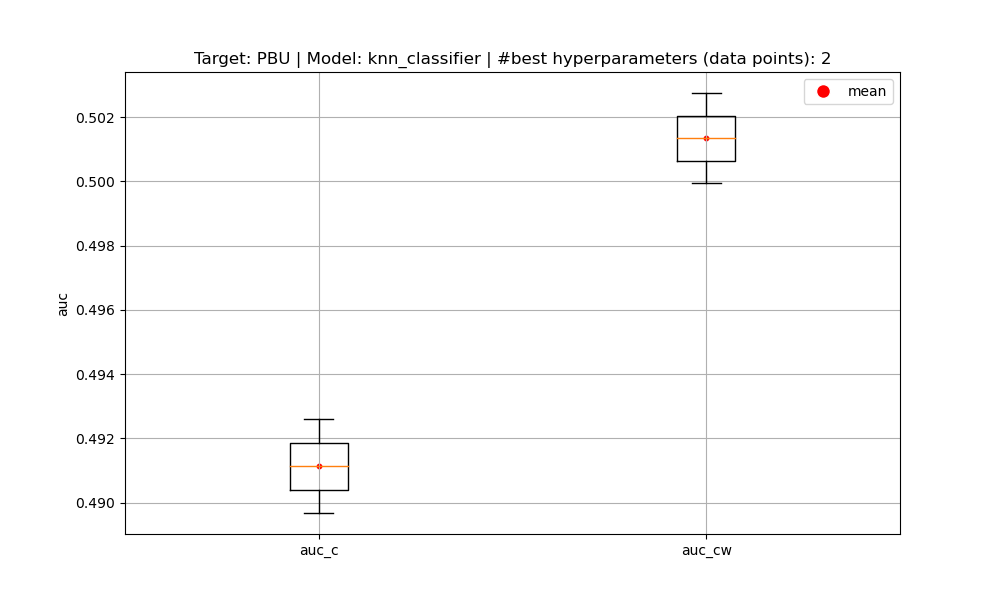 Target: PBU | Model: knn_classifier | #best hyperparameters (data points): 2
mean
0.502
0.500
0.498
0.496
0.494
0.492
0.490
auc
auc_c
auc_cw